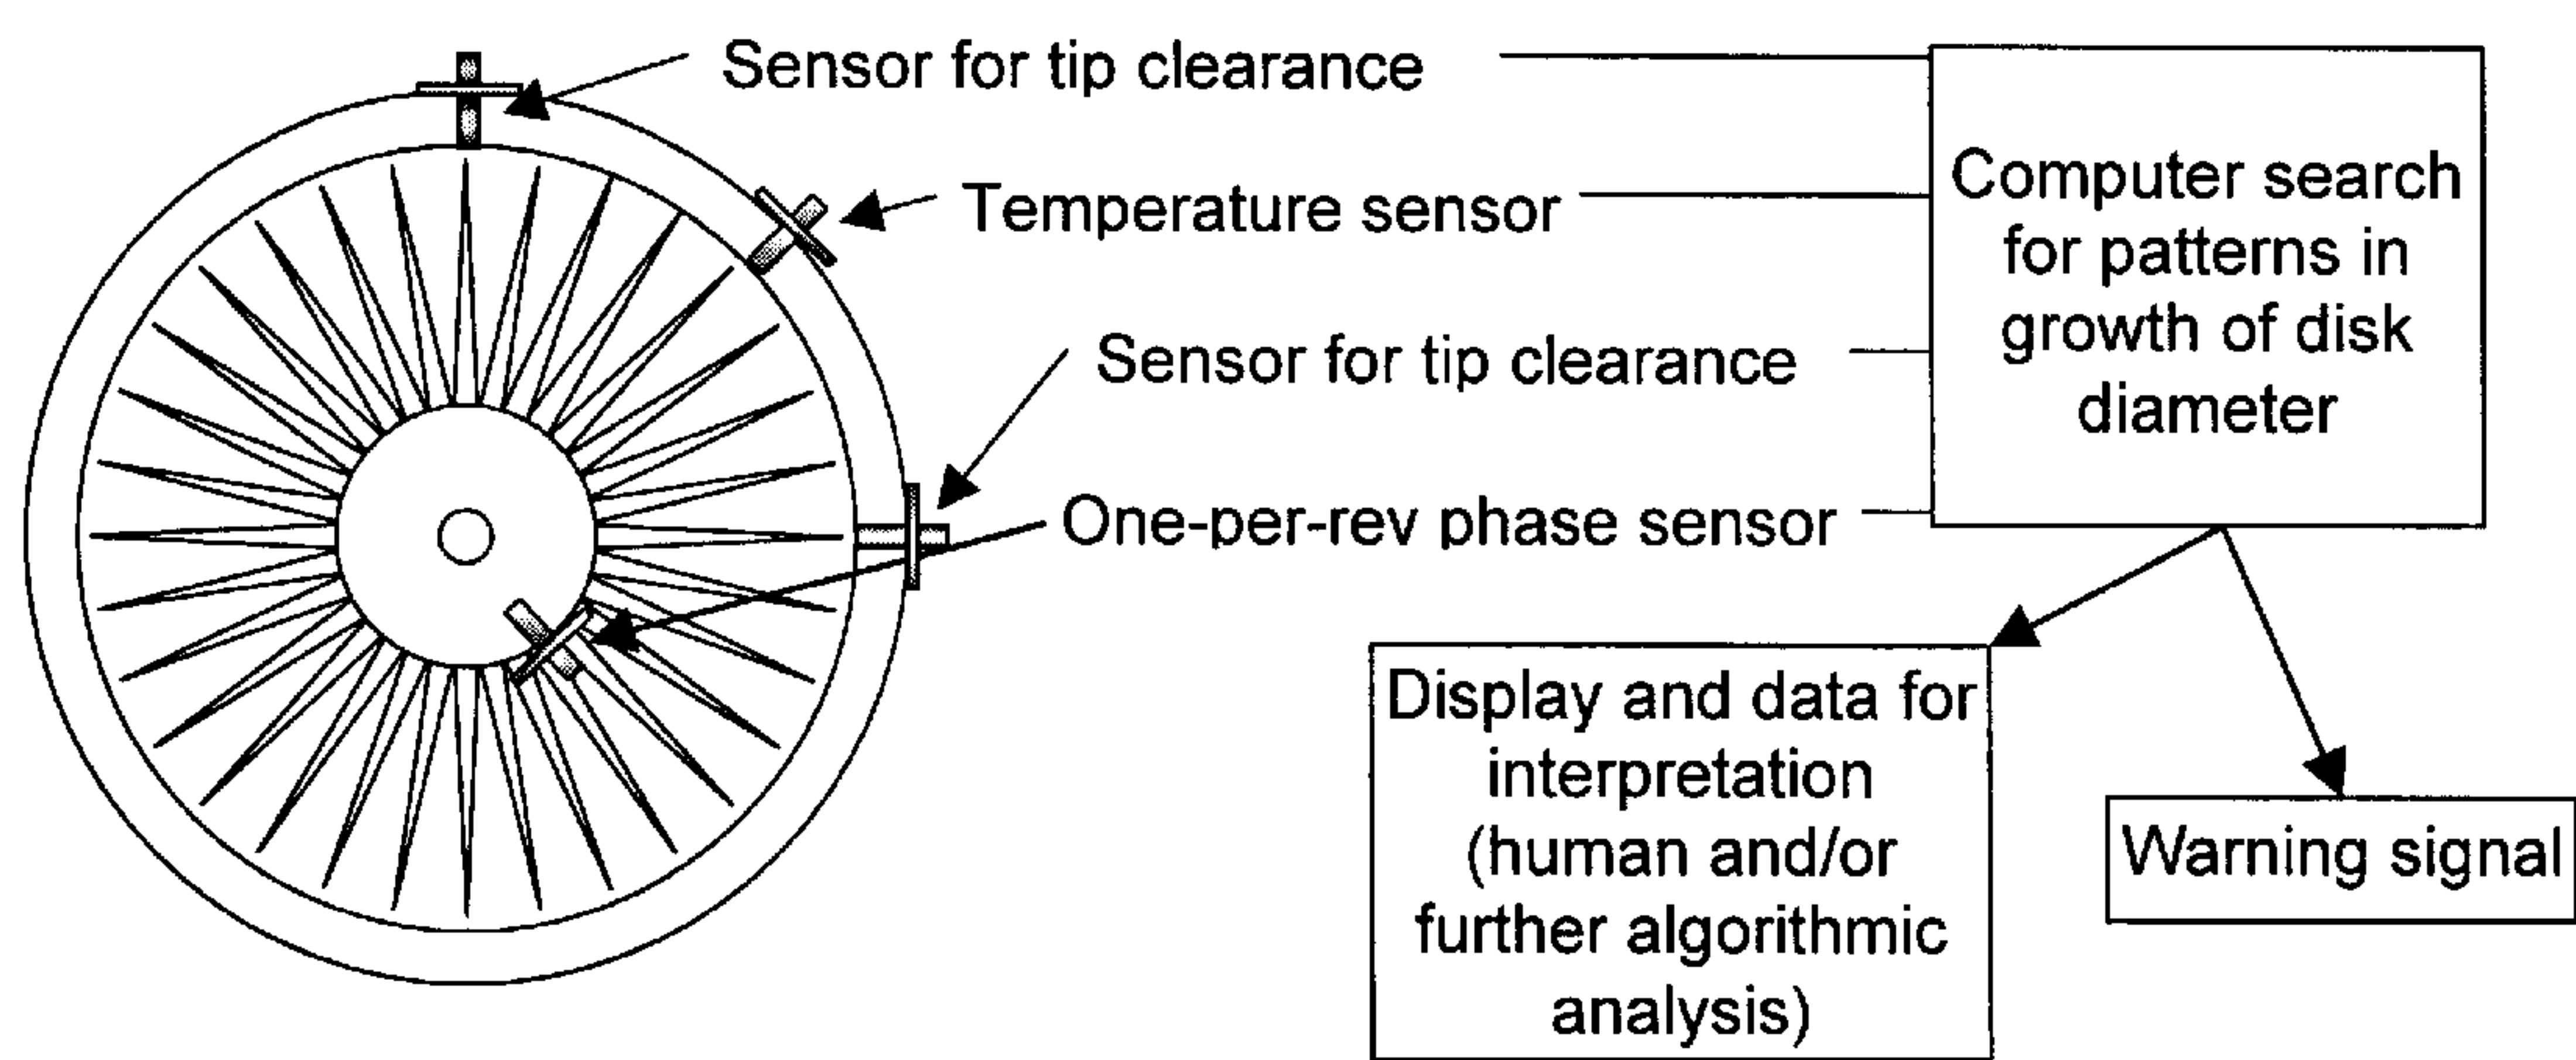 Sensor for tip clearance
Temperature sensor
Sensor for tip clearance
One-per-rev phase sensor
Computer search
for patterns in
growth of disk
diameter
Display and data for
interpretation
(human and/or
further algorithmic
analysis)
Warning signal